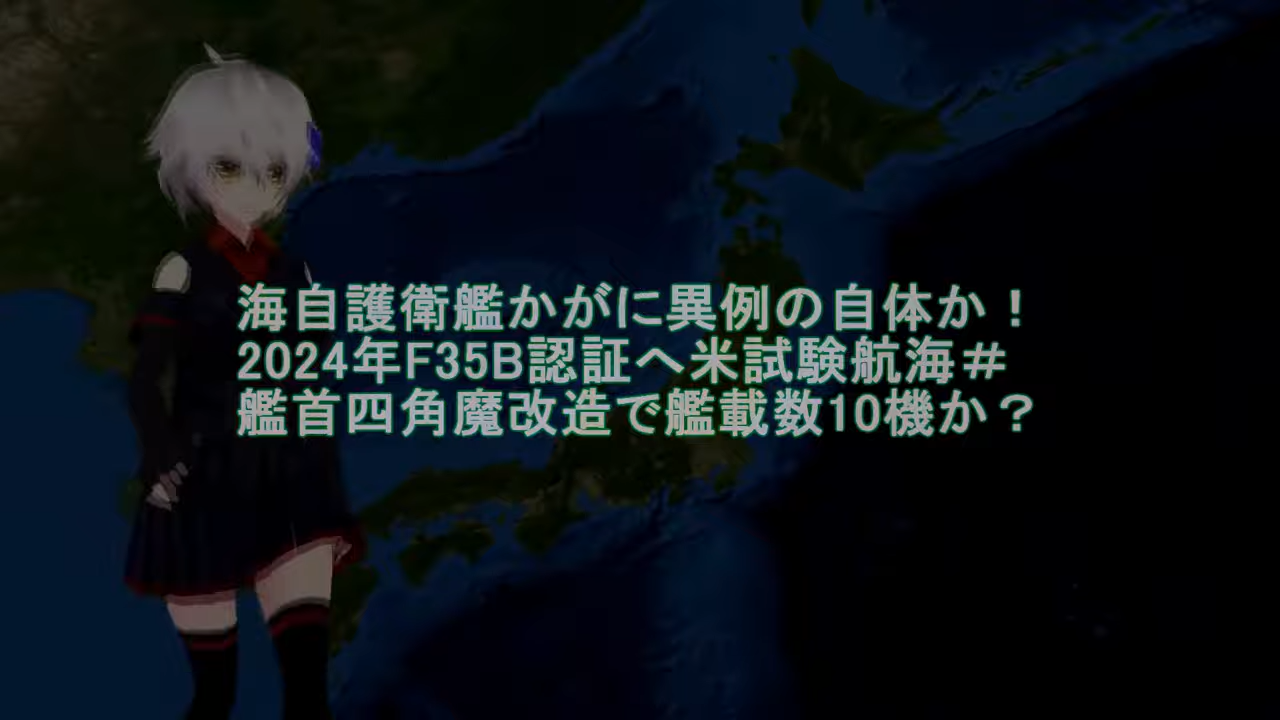 海自護衛艦かがに異例の自体か！
2024年F35B認証へ米試験航海＃
艦首四角魔改造で艦載数10機か？